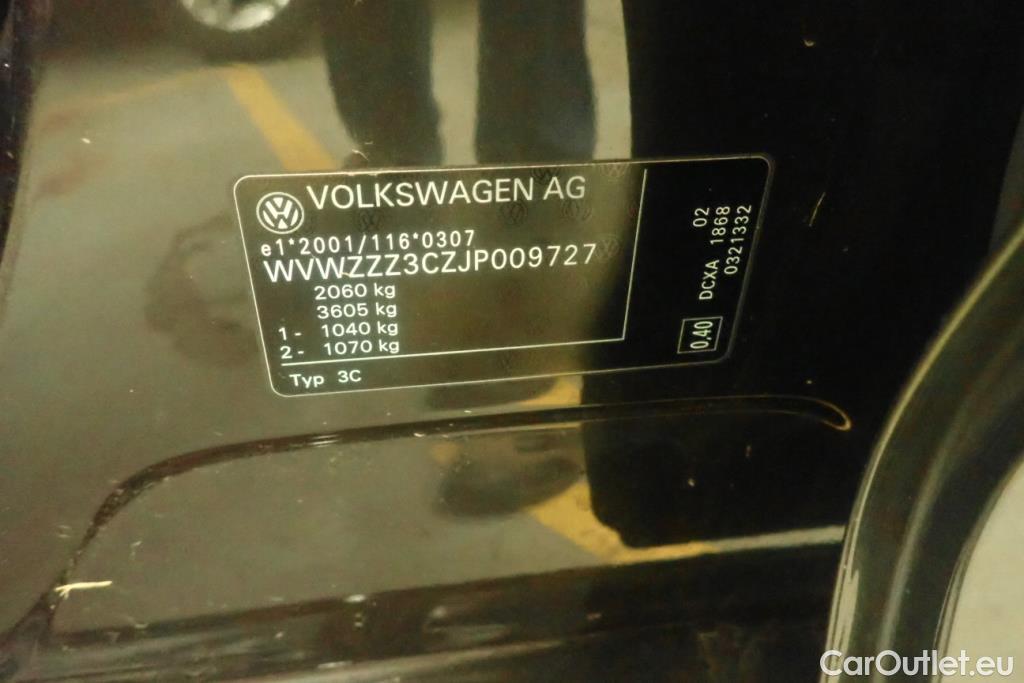 VOLKSWAGEN AG
e1*2001/116*0307
WVWZZZ3CZJP009727
2060 kg
3605 kg
1- 1040 kg
2- 1070 kg
Typ 3C
02
DCXA 1868
0321332
0,40
CarOutlet.eu